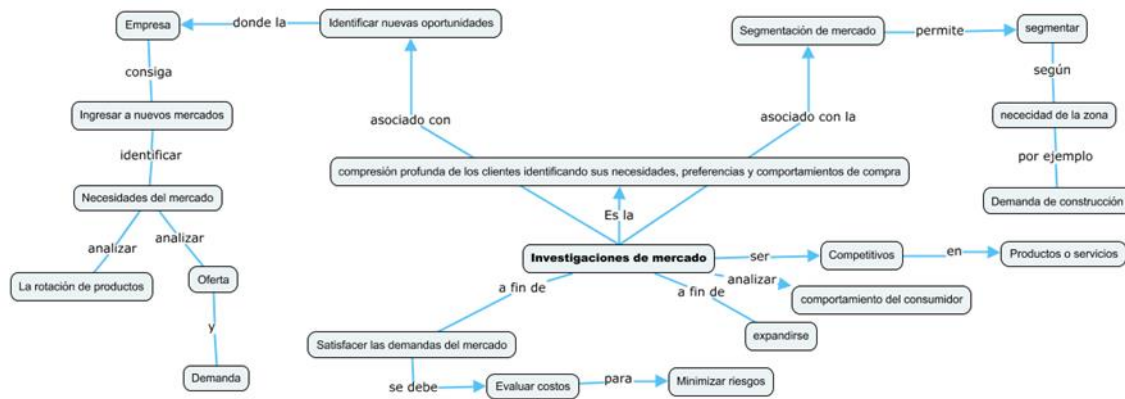 Empresa
donde la
Identificar nuevas oportunidades
Segmentación de mercado
permite
segmentar
consiga
según
Ingresar a nuevos mercados
asociado con
asociado con la
nececidad de la zona
identificar
por ejemplo
compresión profunda de los clientes identificando sus necesidades, preferencias y comportamientos de compra
Necesidades del mercado
Demanda de construcción
Es la
analizar
analizar
Investigaciones de mercado
ser
Competitivos
en
Productos o servicios
La rotación de productos
Oferta
a fin de
a fin de
analizar
comportamiento del consumidor
y
expandirse
Satisfacer las demandas del mercado
Demanda
se debe
Evaluar costos
para
Minimizar riesgos